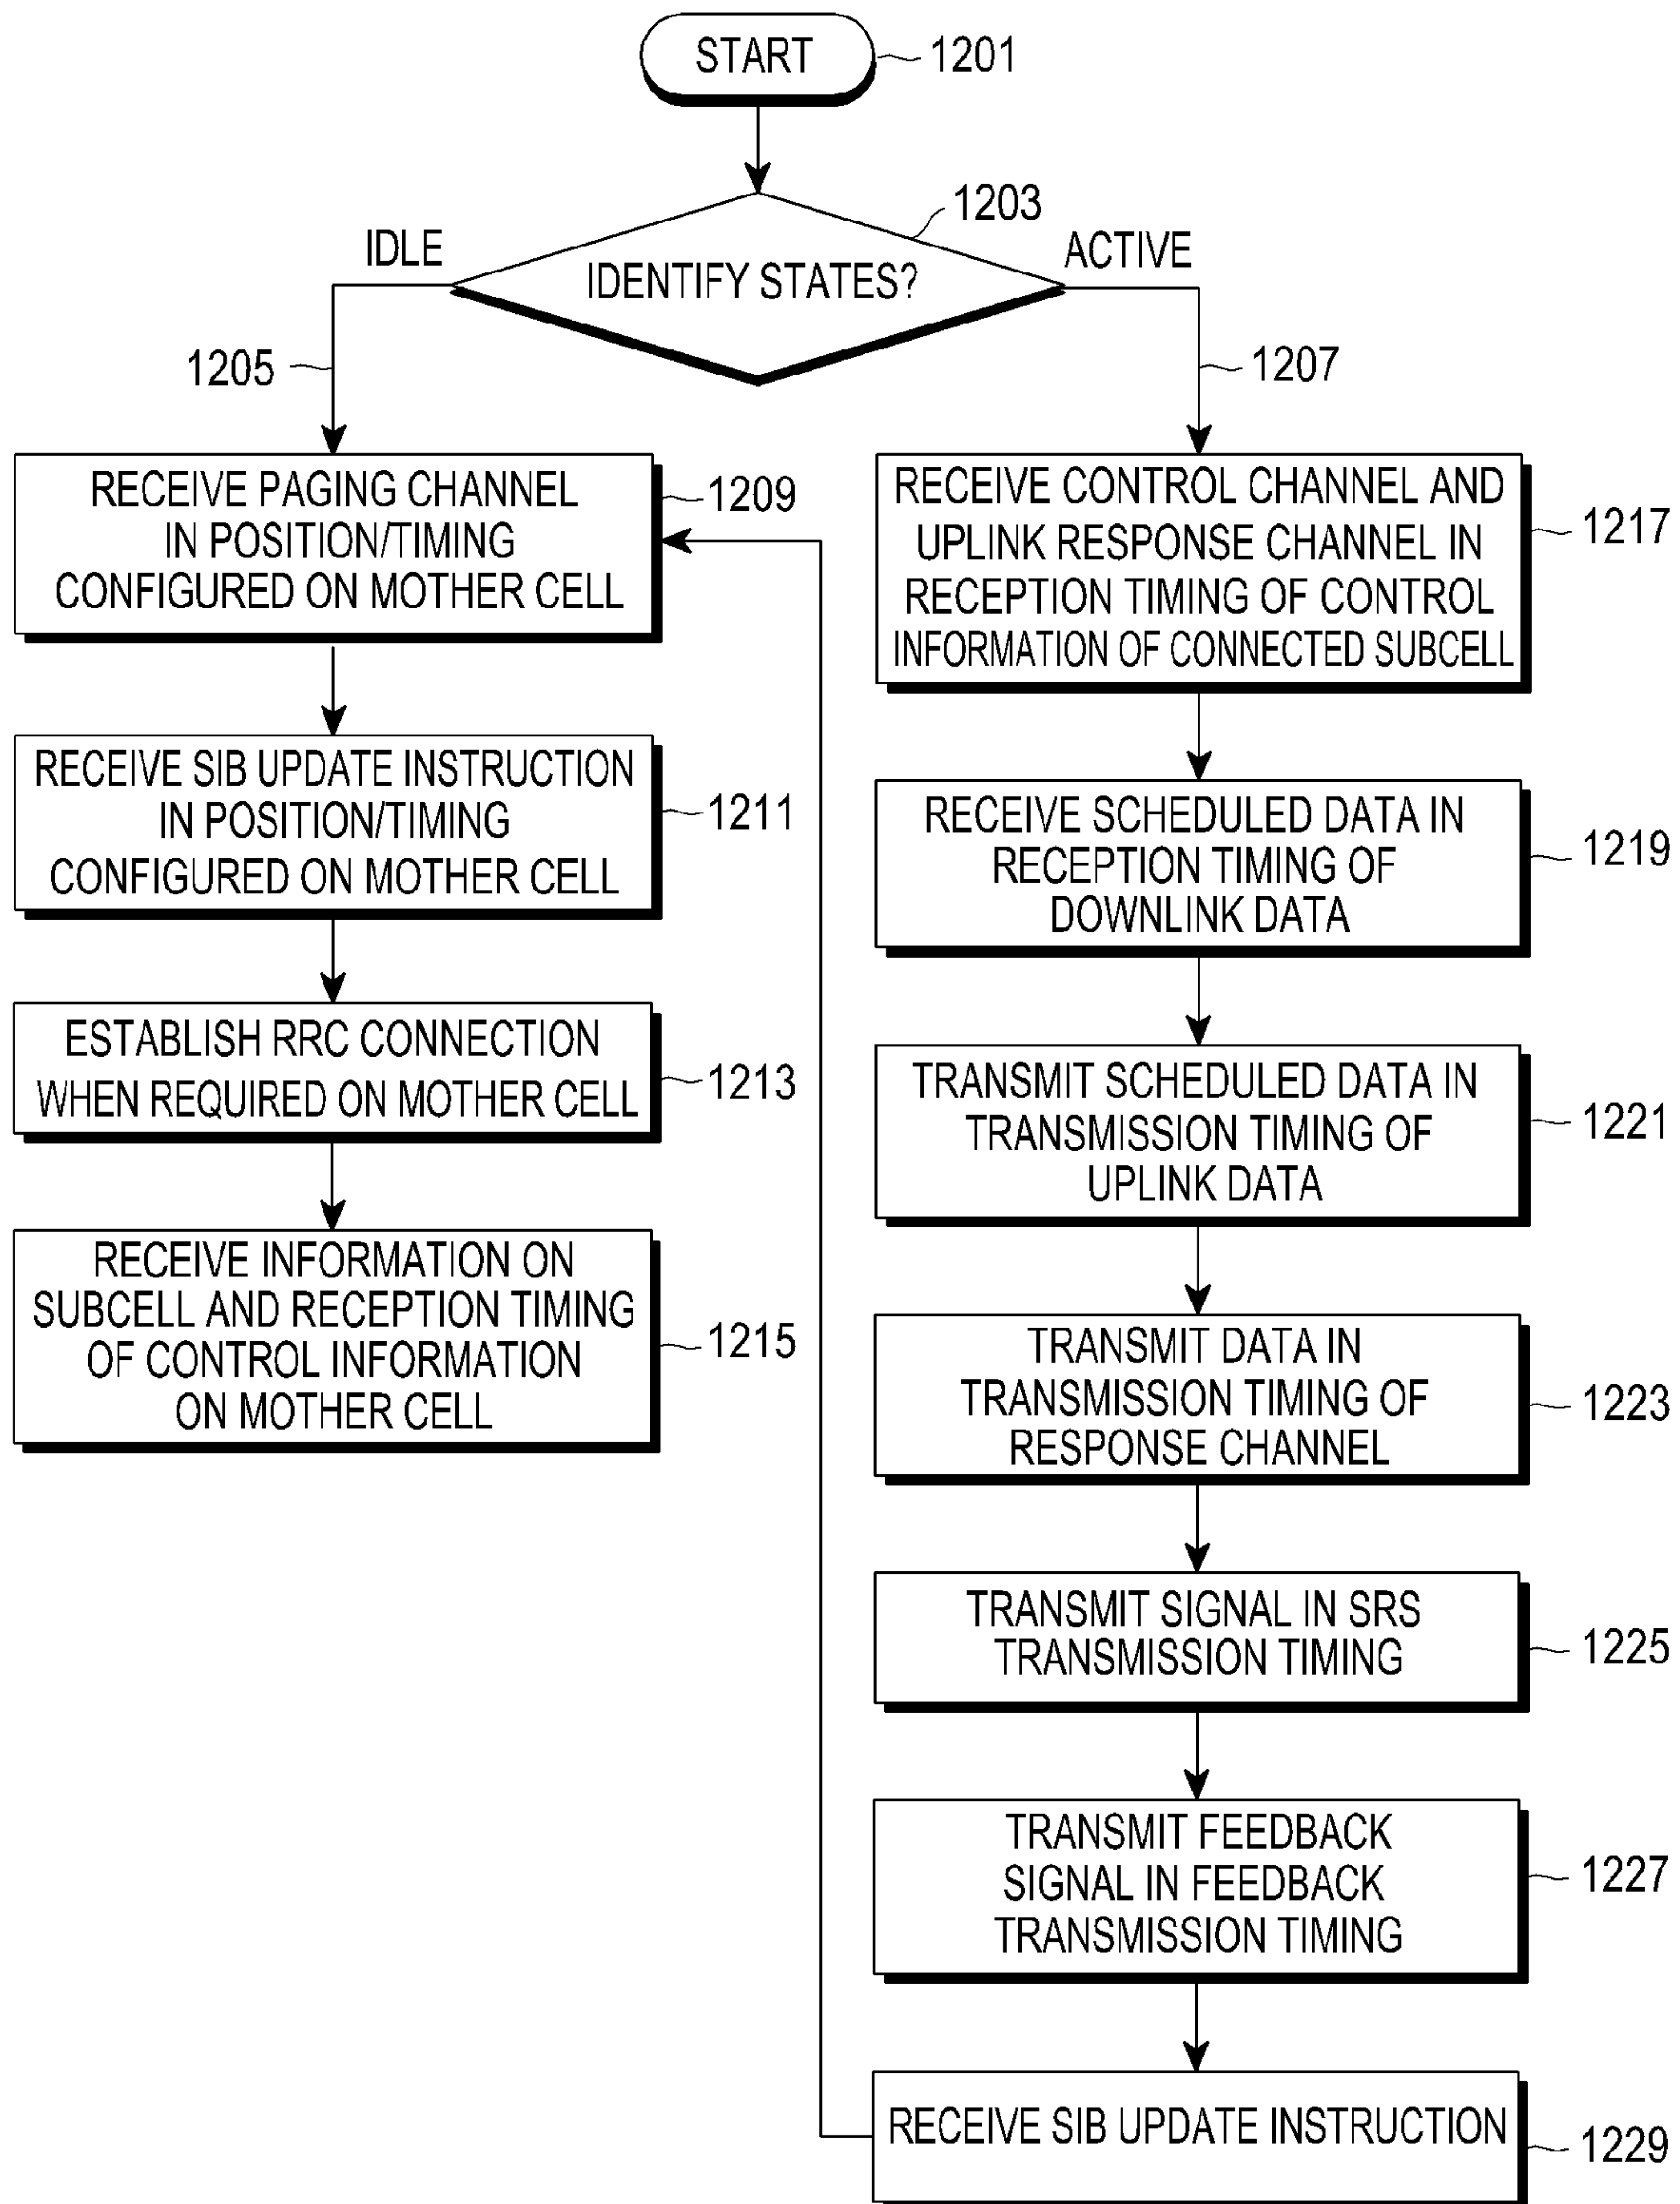 START
1201
1203
IDENTIFY STATES?
IDLE
ACTIVE
1205
1207
RECEIVE PAGING CHANNEL
IN POSITION/TIMING
CONFIGURED ON MOTHER CELL
1209
RECEIVE SIB UPDATE INSTRUCTION
IN POSITION/TIMING
CONFIGURED ON MOTHER CELL
1211
ESTABLISH RRC CONNECTION
WHEN REQUIRED ON MOTHER CELL
1213
RECEIVE INFORMATION ON
SUBCELL AND RECEPTION TIMING
OF CONTROL INFORMATION
ON MOTHER CELL
1215
RECEIVE CONTROL CHANNEL AND
UPLINK RESPONSE CHANNEL IN
RECEPTION TIMING OF CONTROL
INFORMATION OF CONNECTED SUBCELL
1217
RECEIVE SCHEDULED DATA IN
RECEPTION TIMING OF
DOWNLINK DATA
1219
TRANSMIT SCHEDULED DATA IN
TRANSMISSION TIMING OF
UPLINK DATA
1221
TRANSMIT DATA IN
TRANSMISSION TIMING OF
RESPONSE CHANNEL
1223
TRANSMIT SIGNAL IN SRS
TRANSMISSION TIMING
1225
TRANSMIT FEEDBACK
SIGNAL IN FEEDBACK
TRANSMISSION TIMING
1227
RECEIVE SIB UPDATE INSTRUCTION
1229